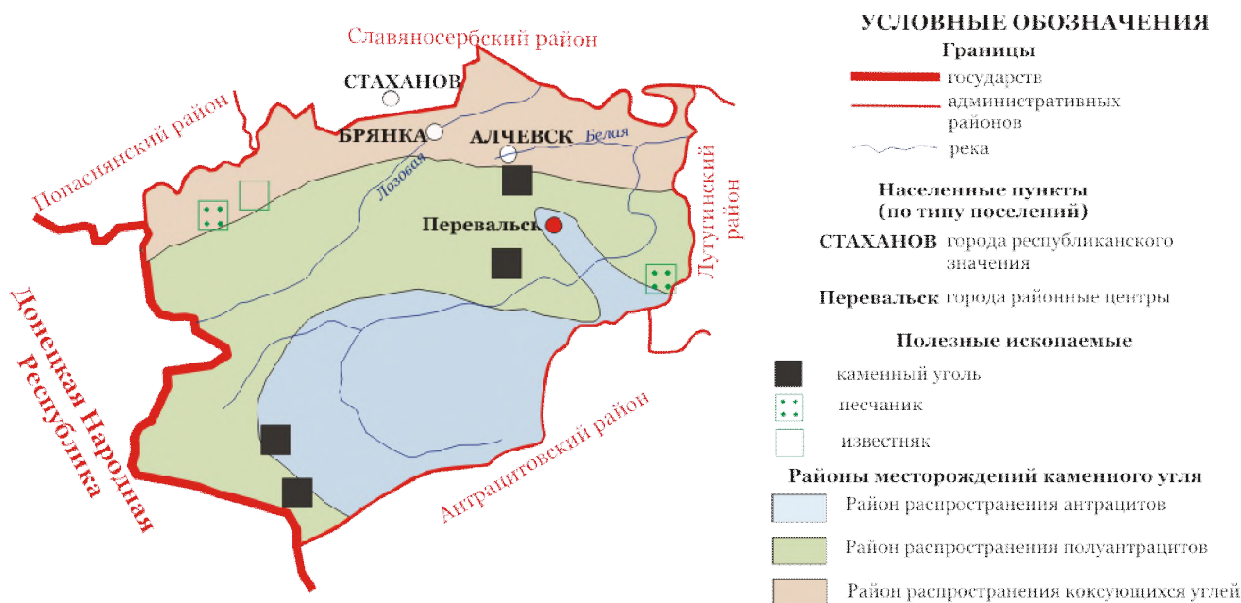 Славяносербский район
СТАХАНОВ
БРЯНКА
АЛЧЕВСК
Белая
Лозовая
Попаснянский район
Перевальск
Лутугинский
район
Донецкая Народная
Республика
Антрацитовский район
УСЛОВНЫЕ ОБОЗНАЧЕНИЯ
Границы
государств
административных
районов
река
Населенные пункты
(по типу поселений)
СТАХАНОВ города республиканского
значения
Перевальск города районные центры
Полезные ископаемые
каменный уголь
песчаник
известняк
Районы месторождений каменного угля
Район распространения антрацитов
Район распространения полуантрацитов
Район распространения коксующихся углей